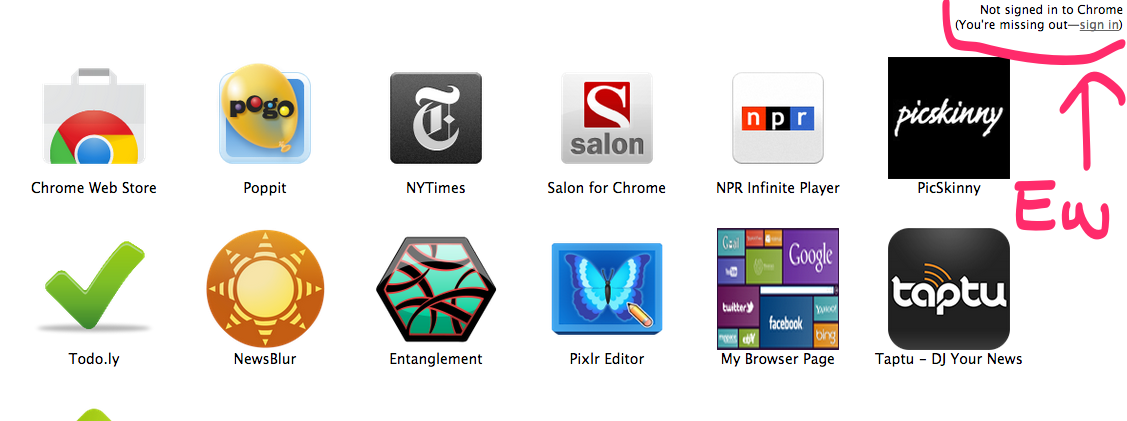 Not signed in to Chrome
(You're missing out—sign in)
pogo
T
S
salon
npr
picskinny
Chrome Web Store
Poppit
NYTimes
Salon for Chrome
NPR Infinite Player
PicSkinny
Ew
Gmail
Google
You
twitter
facebook
YAHOO!
ebY
bing
taptu
Todo.ly
NewsBlur
Entanglement
Pixlr Editor
My Browser Page
Taptu – DJ Your News